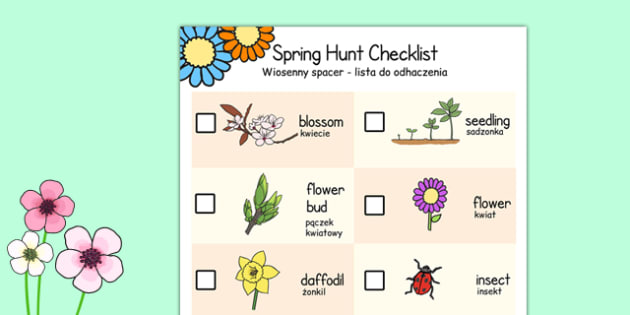 Spring Hunt Checklist
Wiosenny spacer - lista do odhaczenia
blossom
kwiecie
seedling
sadzonka
flower
bud
pączek
kwiatowy
flower
kwiat
daffodil
żonkil
insect
insekt